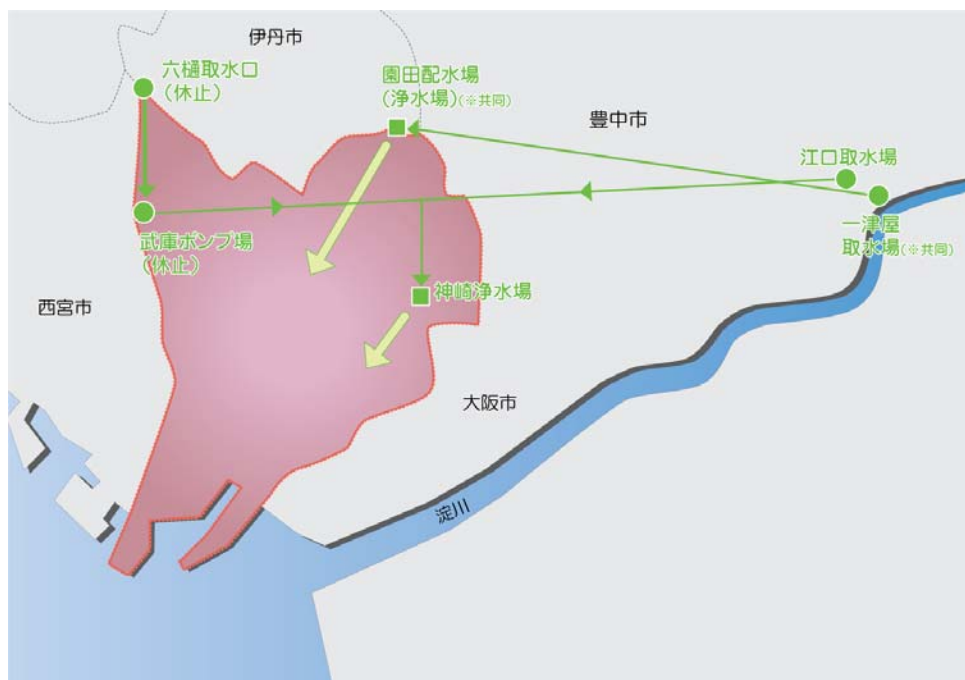 伊丹市
六樋取水口
(休止)
園田配水場
(浄水場)(※共同)
豊中市
江口取水場
一津屋
取水場(※共同)
武庫ポンプ場
(休止)
神崎浄水場
西宮市
大阪市
淀川